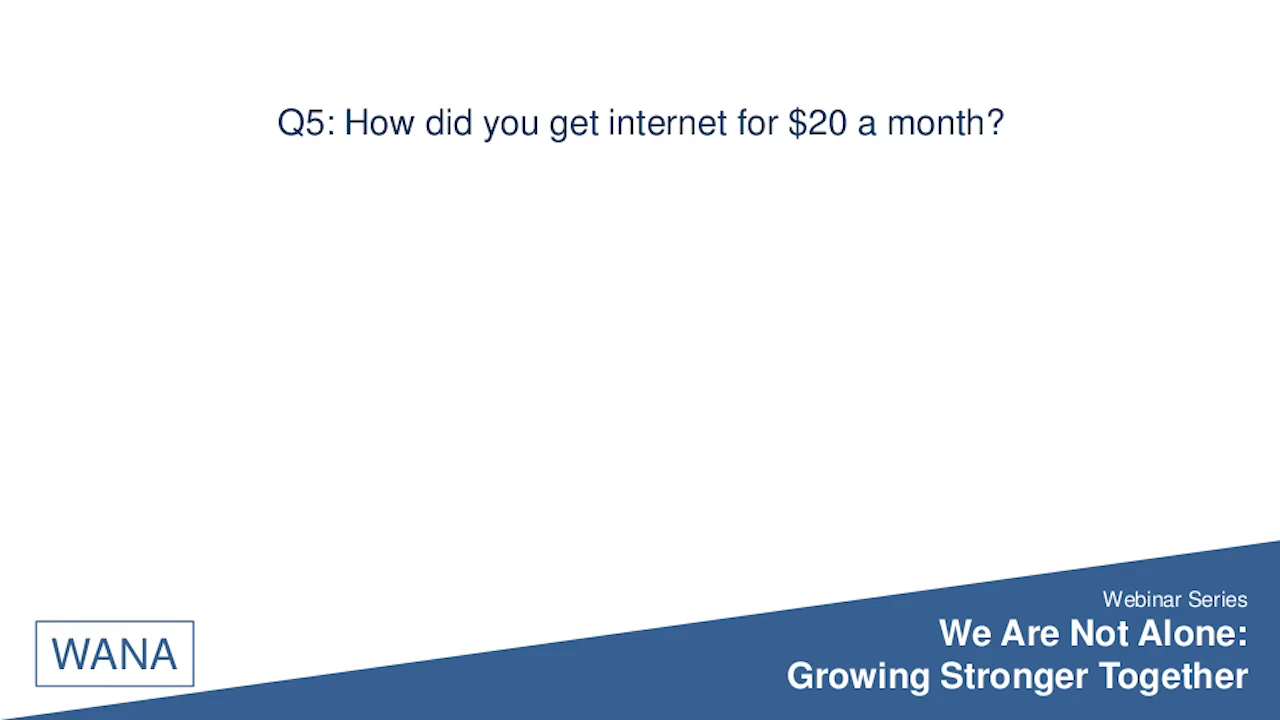 Q5: How did you get internet for $20 a month?
Webinar Series
We Are Not Alone:
Growing Stronger Together
WANA